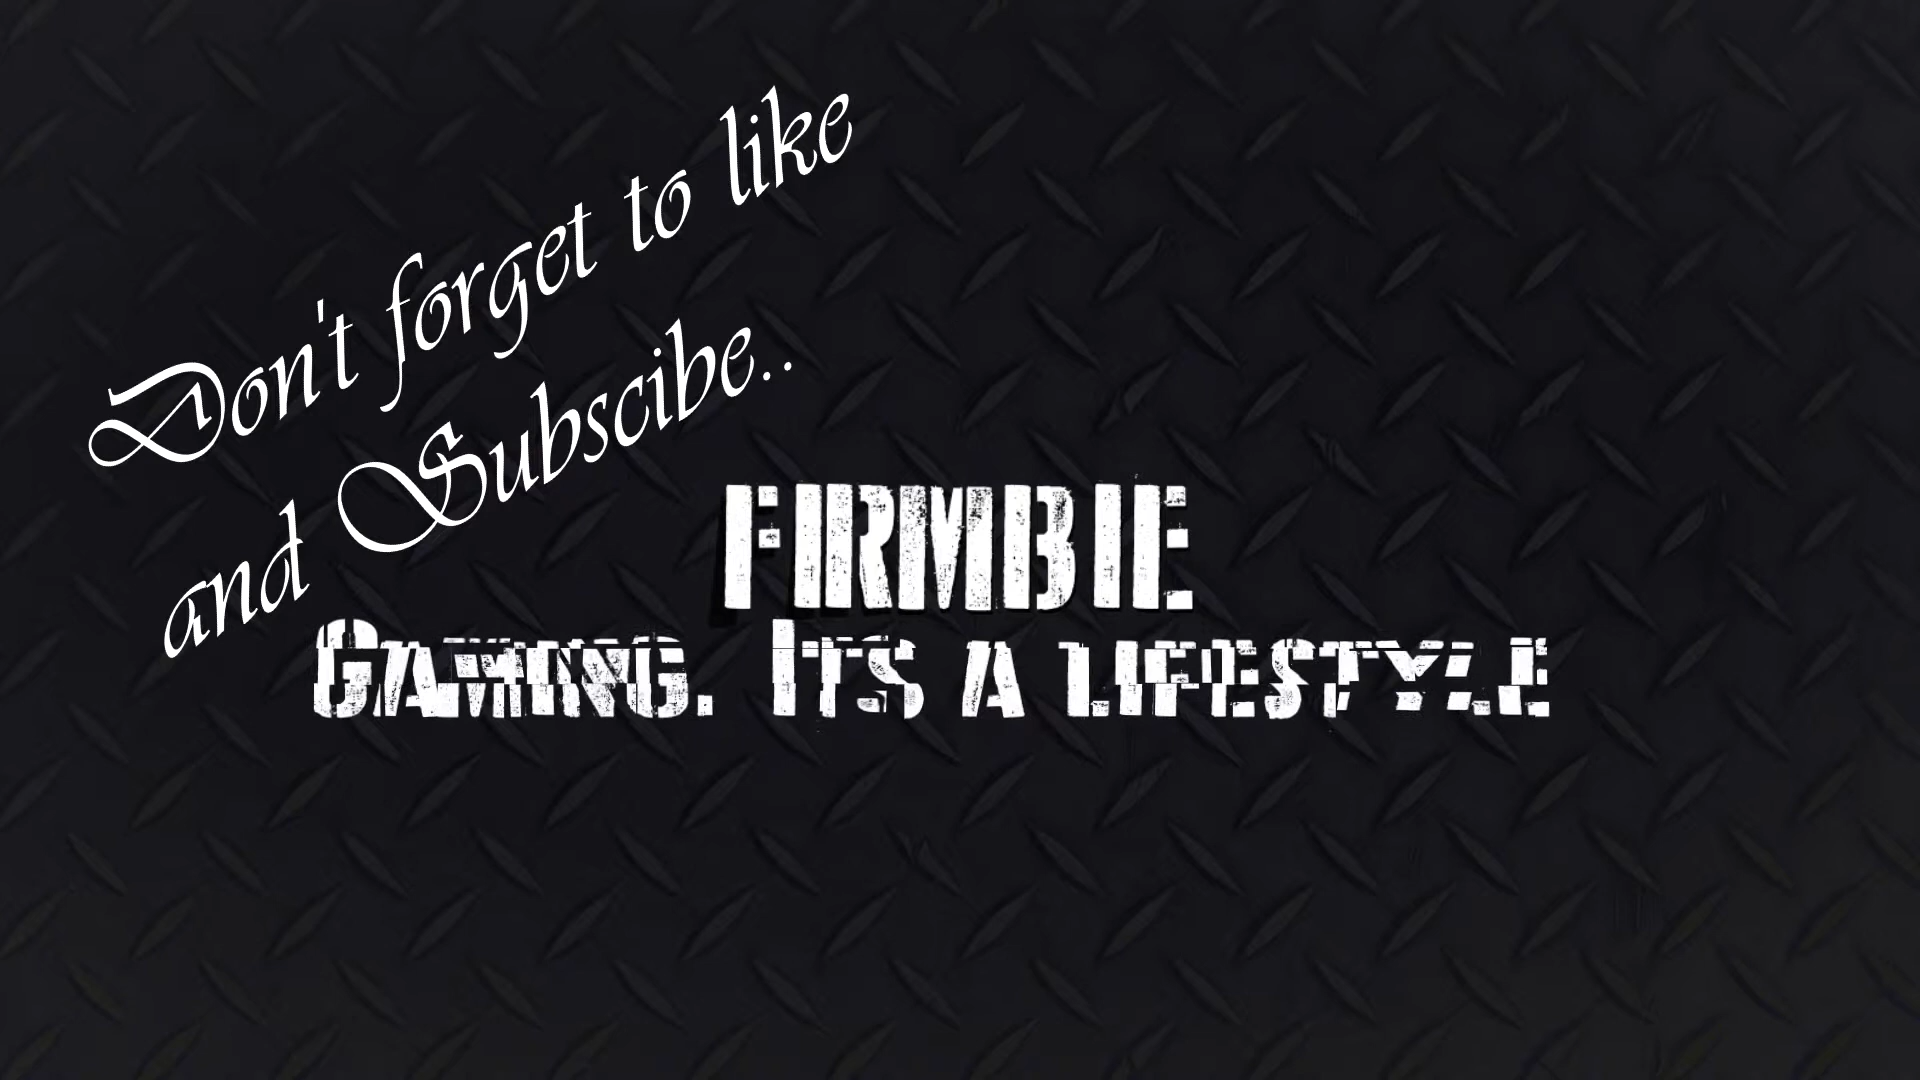 Don't forget to like
and Subscibe..
FIRMBIE
Gaming. Its a lifestyle